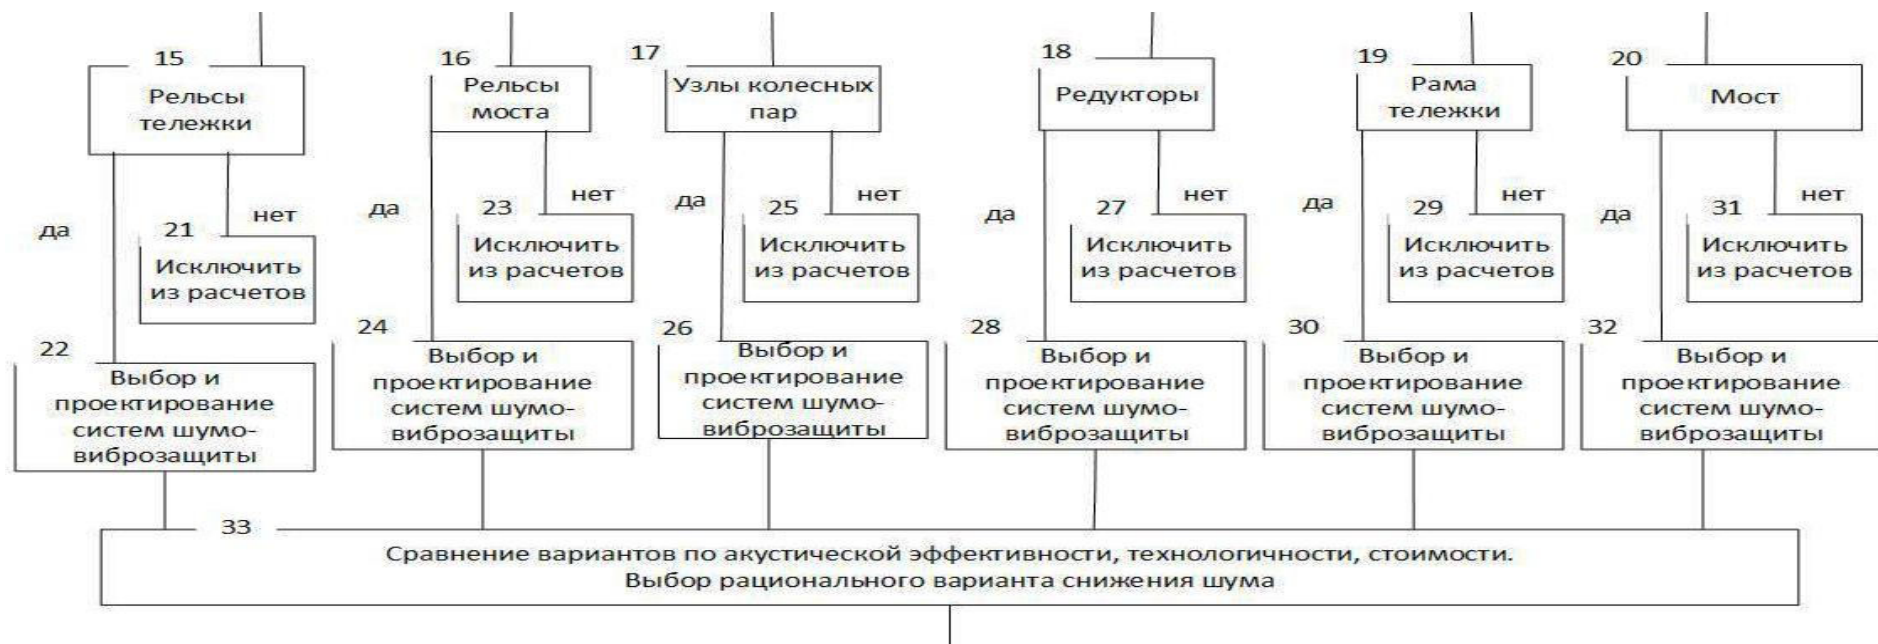 15
Рельсы
тележки
16
Рельсы
моста
17
Узлы колесных
пар
18
Редукторы
19
Рама
тележки
20
Мост
да
нет
21
Исключить
из расчетов
да
нет
23
Исключить
из расчетов
да
нет
25
Исключить
из расчетов
да
нет
27
Исключить
из расчетов
да
нет
29
Исключить
из расчетов
да
нет
31
Исключить
из расчетов
22
Выбор и
проектирование
систем шумо-
виброзащиты
24
Выбор и
проектирование
систем шумо-
виброзащиты
26
Выбор и
проектирование
систем шумо-
виброзащиты
28
Выбор и
проектирование
систем шумо-
виброзащиты
30
Выбор и
проектирование
систем шумо-
виброзащиты
32
Выбор и
проектирование
систем шумо-
виброзащиты
33
Сравнение вариантов по акустической эффективности, технологичности, стоимости.
Выбор рационального варианта снижения шума